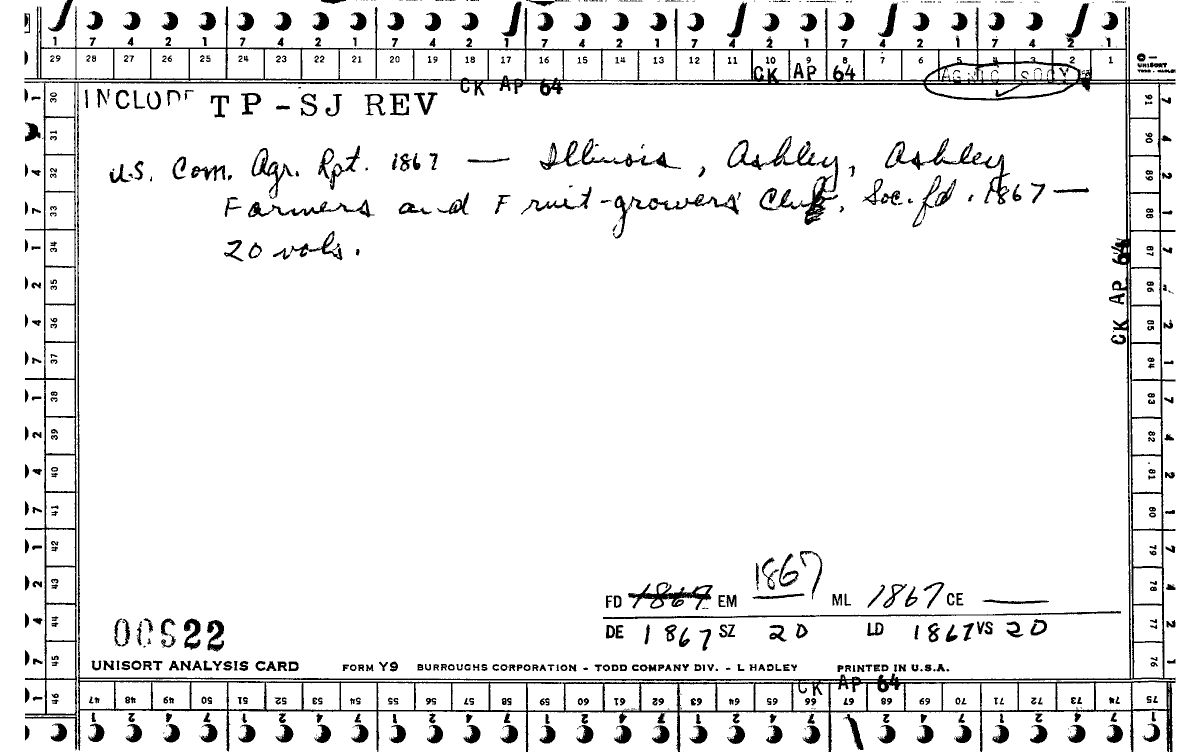 7 4 2 1 7 4 2 1 7 4 2 1 7 4 2 1 7 4 2 1 7 4 2 1 7 4 2 1
29 28 27 26 25 24 23 22 21 20 19 18 17 16 15 14 13 12 11 10 9 8 7 6 5 4 3 2 1
UNISORT
CK AP 64
AGRIC SOCY
CK AP 64
INCLUDE TP-SJ REV
U.S. Com. Agr. Rpt. 1867 — Illinois, Ashley, Ashley
Farmers and Fruit-growers' Club, Soc. fd. 1867 —
20 vols.
CK AP 64
30 31 32 33 34 35 36 37 38 39 40 41 42 43 44 45 46
91 90 89 88 87 86 85 84 83 82 81 80 79 78 77 76
1867
FD 1867 EM ML 1867 CE —
DE 1867 SZ 20 LD 1867 VS 20
UNISORT ANALYSIS CARD FORM Y9 BURROUGHS CORPORATION - TODD COMPANY DIV. - L HADLEY PRINTED IN U.S.A.
CK AP 64
47 48 49 50 51 52 53 54 55 56 57 58 59 60 61 62 63 64 65 66 67 68 69 70 71 72 73 74 75